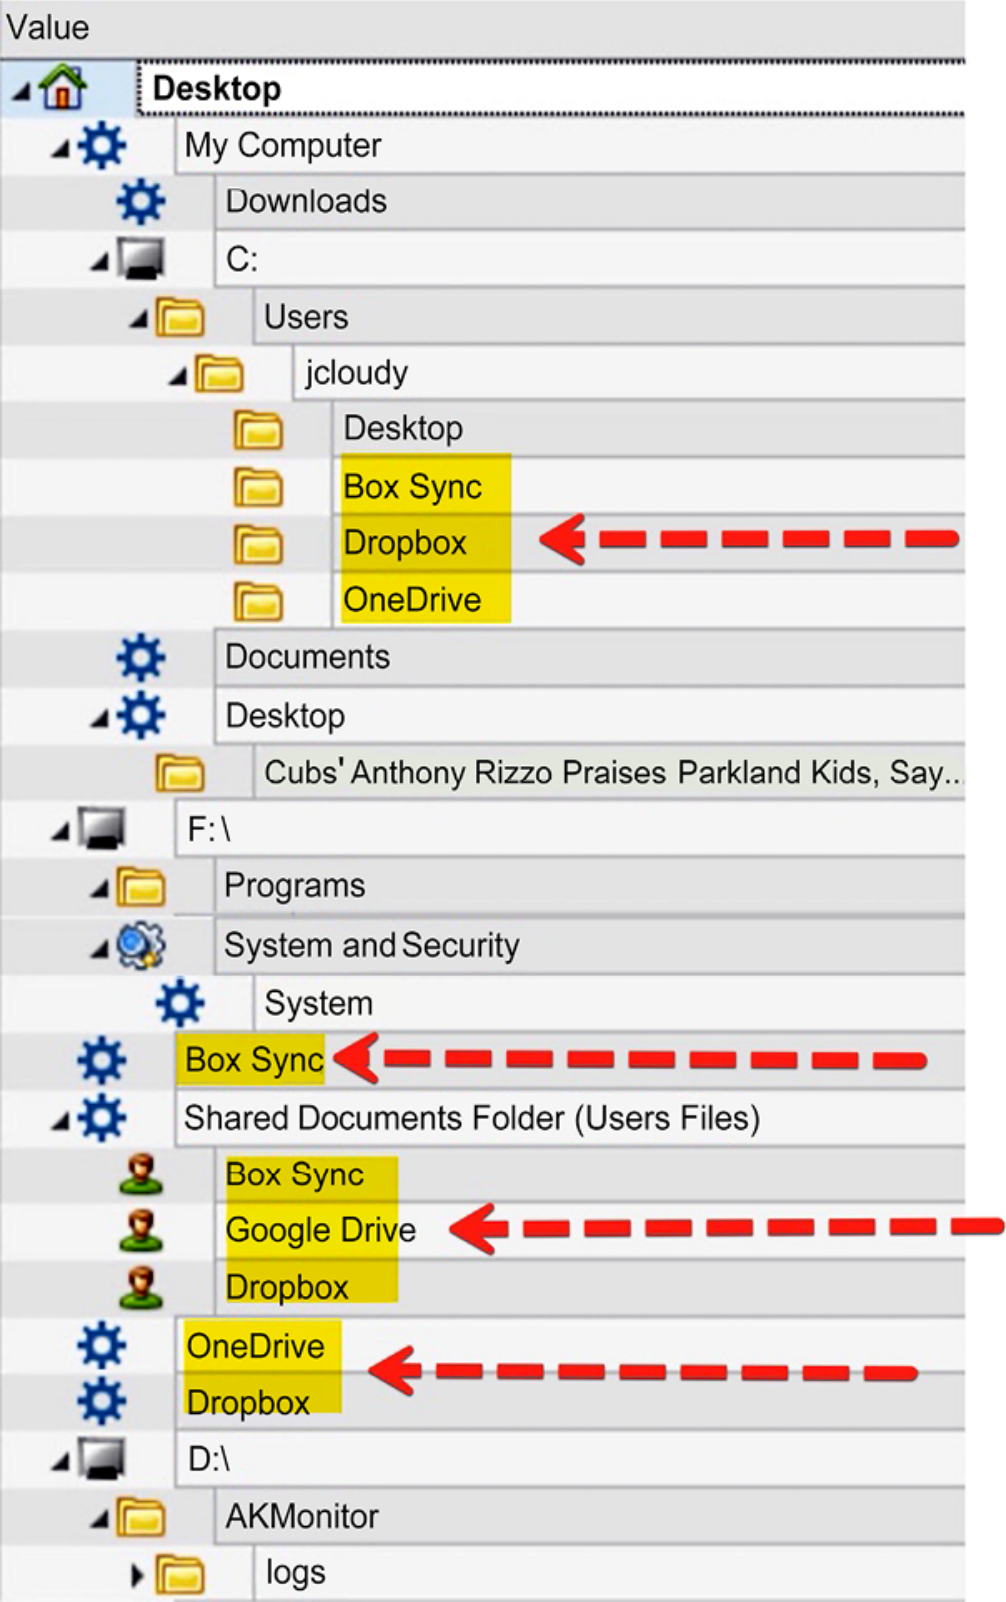 Value
Desktop
My Computer
Downloads
C:
Users
jcloudy
Desktop
Box Sync
Dropbox
OneDrive
Documents
Desktop
Cubs' Anthony Rizzo Praises Parkland Kids, Say...
F:\
Programs
System and Security
System
Box Sync
Shared Documents Folder (Users Files)
Box Sync
Google Drive
Dropbox
OneDrive
Dropbox
D:\
AKMonitor
logs